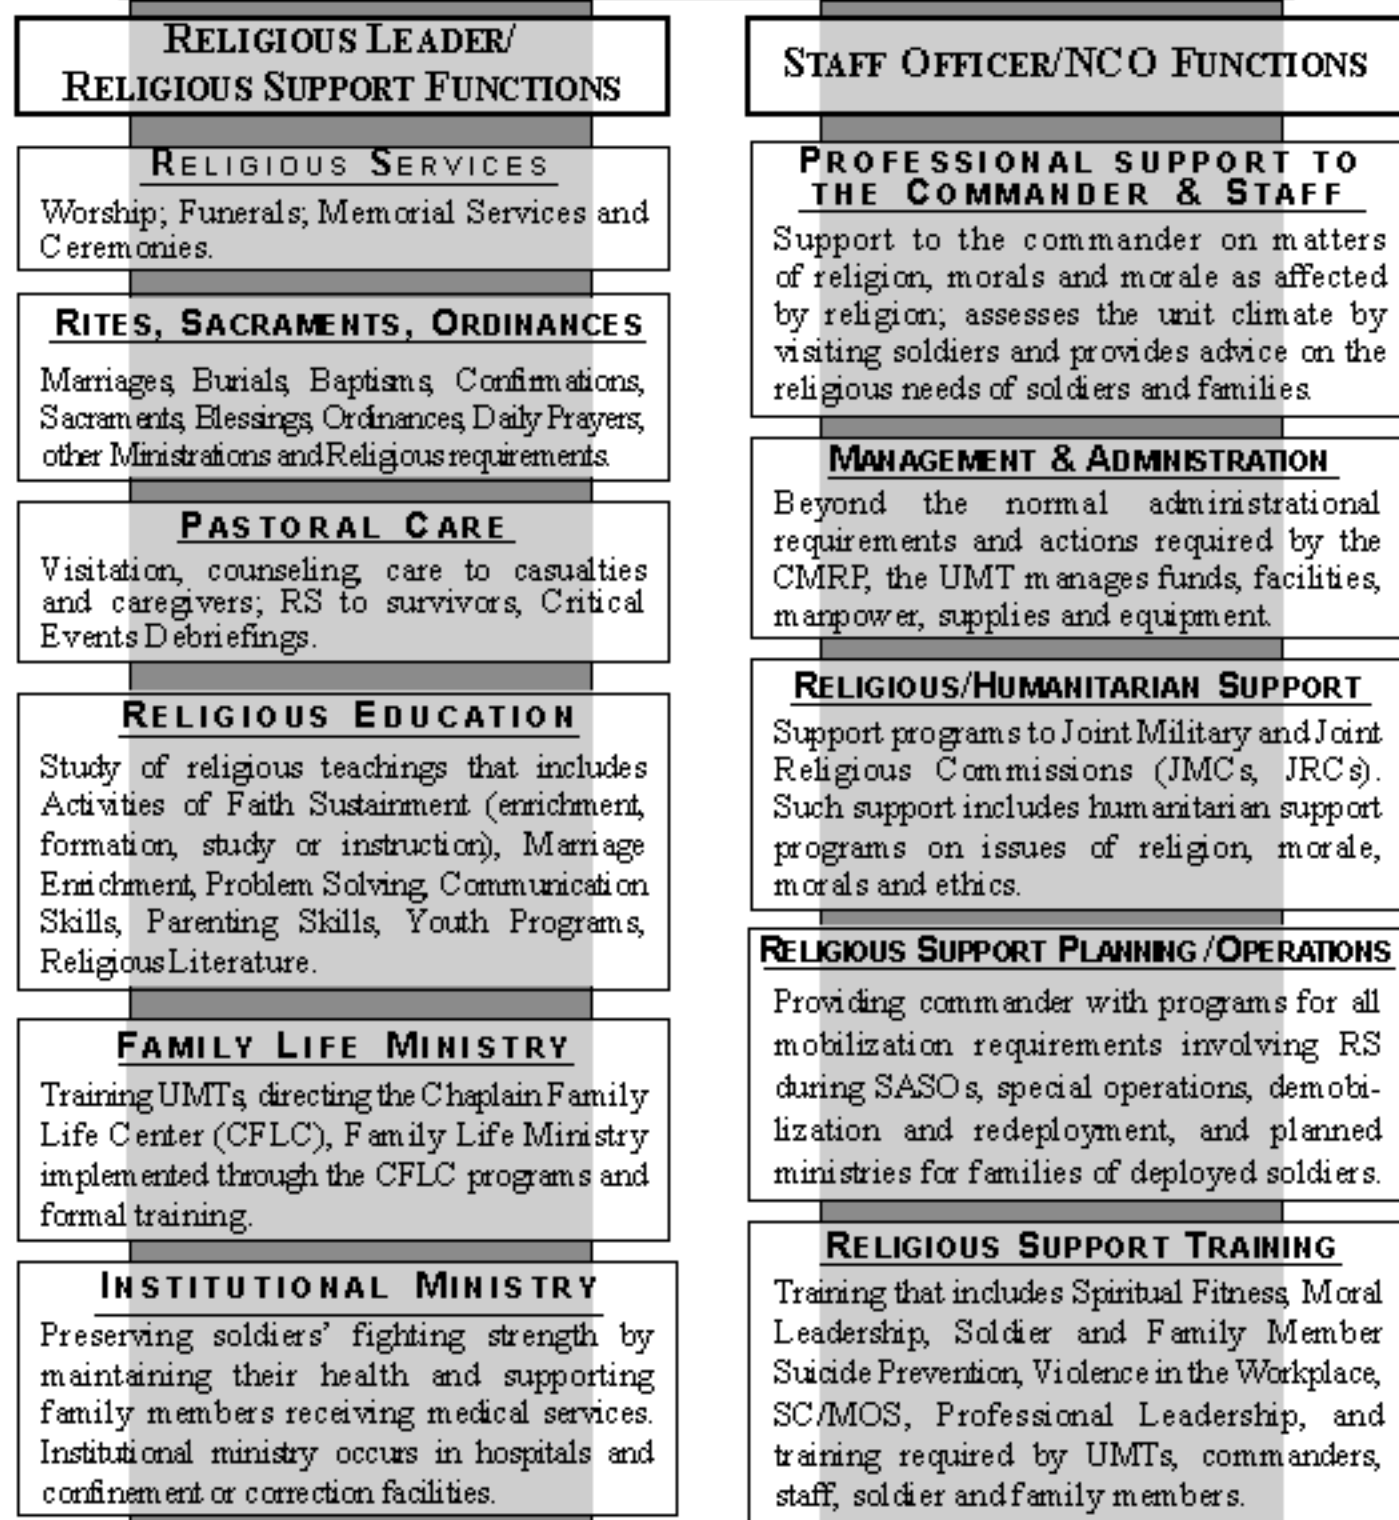 RELIGIOUS LEADER/
RELIGIOUS SUPPORT FUNCTIONS
RELIGIOUS SERVICES
Worship; Funerals; Memorial Services and
Ceremonies.
RITES, SACRAMENTS, ORDINANCES
Marriages, Burials, Baptisms, Confirmations,
Sacraments, Blessings, Ordinances, Daily Prayers,
other Ministrations and Religious requirements.
PASTORAL CARE
Visitation, counseling, care to casualties
and caregivers; RS to survivors, Critical
Events Debriefings.
RELIGIOUS EDUCATION
Study of religious teachings that includes
Activities of Faith Sustainment (enrichment,
formation, study or instruction), Marriage
Enrichment, Problem Solving, Communication
Skills, Parenting Skills, Youth Programs,
Religious Literature.
FAMILY LIFE MINISTRY
Training UMTs, directing the Chaplain Family
Life Center (CFLC), Family Life Ministry
implemented through the CFLC programs and
formal training.
INSTITUTIONAL MINISTRY
Preserving soldiers' fighting strength by
maintaining their health and supporting
family members receiving medical services.
Institutional ministry occurs in hospitals and
confinement or correction facilities.
STAFF OFFICER/NCO FUNCTIONS
PROFESSIONAL SUPPORT TO
THE COMMANDER & STAFF
Support to the commander on matters
of religion, morals and morale as affected
by religion; assesses the unit climate by
visiting soldiers and provides advice on the
religious needs of soldiers and families.
MANAGEMENT & ADMINISTRATION
Beyond the normal administrational
requirements and actions required by the
CMRP, the UMT manages funds, facilities,
manpower, supplies and equipment.
RELIGIOUS/HUMANITARIAN SUPPORT
Support programs to Joint Military and Joint
Religious Commissions (JMCs, JRCs).
Such support includes humanitarian support
programs on issues of religion, morale,
morals and ethics.
RELIGIOUS SUPPORT PLANNING/OPERATIONS
Providing commander with programs for all
mobilization requirements involving RS
during SASOs, special operations, demobi-
lization and redeployment, and planned
ministries for families of deployed soldiers.
RELIGIOUS SUPPORT TRAINING
Training that includes Spiritual Fitness, Moral
Leadership, Soldier and Family Member
Suicide Prevention, Violence in the Workplace,
SC/MOS, Professional Leadership, and
training required by UMTs, commanders,
staff, soldier and family members.